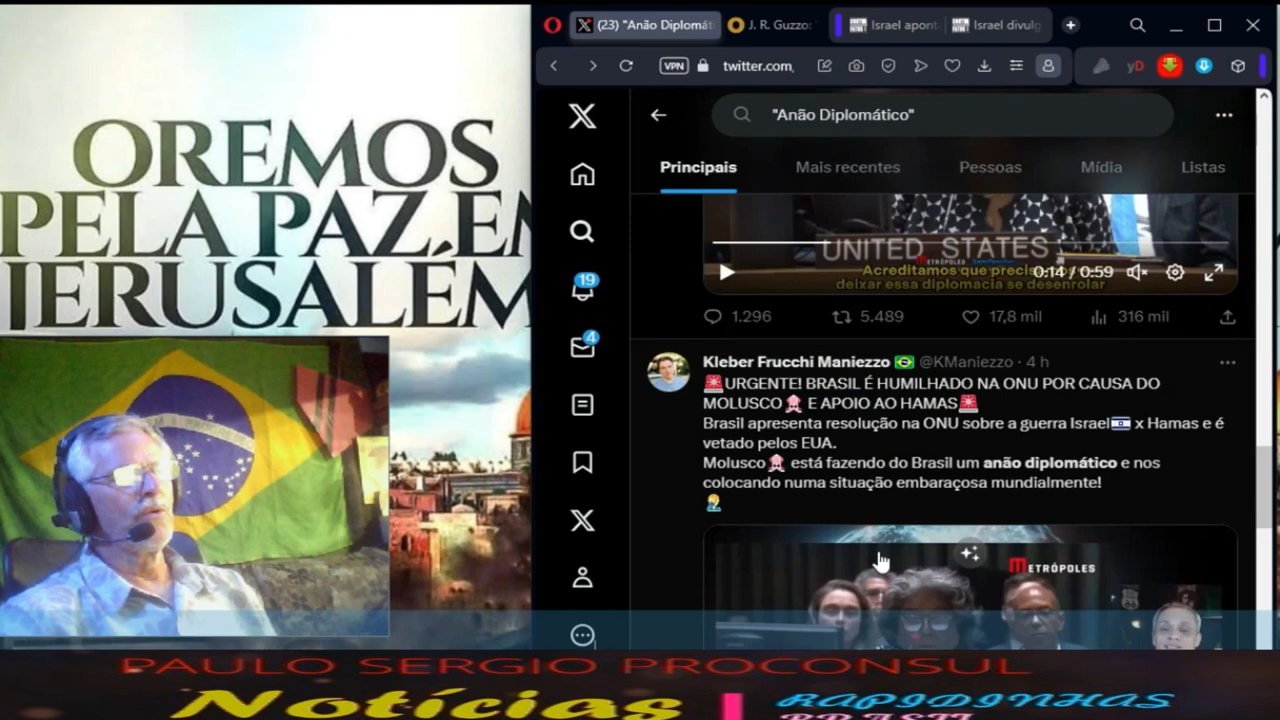 OREMOS
PELA PAZ EM
JERUSALÉM
(23) "Anão Diplomát
J. R. Guzzo:
Israel apont
Israel divulg
VPN
twitter.com,
yD
"Anão Diplomático"
Principais
Mais recentes
Pessoas
Mídia
Listas
19
4
UNITED STATES
METRÓPOLES
Acreditamos que precis
deixar essa diplomacia se desenrolar
0:14 / 0:59
1.296
5.489
17,8 mil
316 mil
Kleber Frucchi Maniezzo 🇧🇷 @KManiezzo · 4 h
🚨URGENTE! BRASIL É HUMILHADO NA ONU POR CAUSA DO
MOLUSCO🦑 E APOIO AO HAMAS🚨
Brasil apresenta resolução na ONU sobre a guerra Israel🇮🇱 x Hamas e é
vetado pelos EUA.
Molusco🦑 está fazendo do Brasil um anão diplomático e nos
colocando numa situação embaraçosa mundialmente!
METRÓPOLES
PAULO SERGIO PROCONSUL
Notícias
RAPIDINHAS
BRASIL